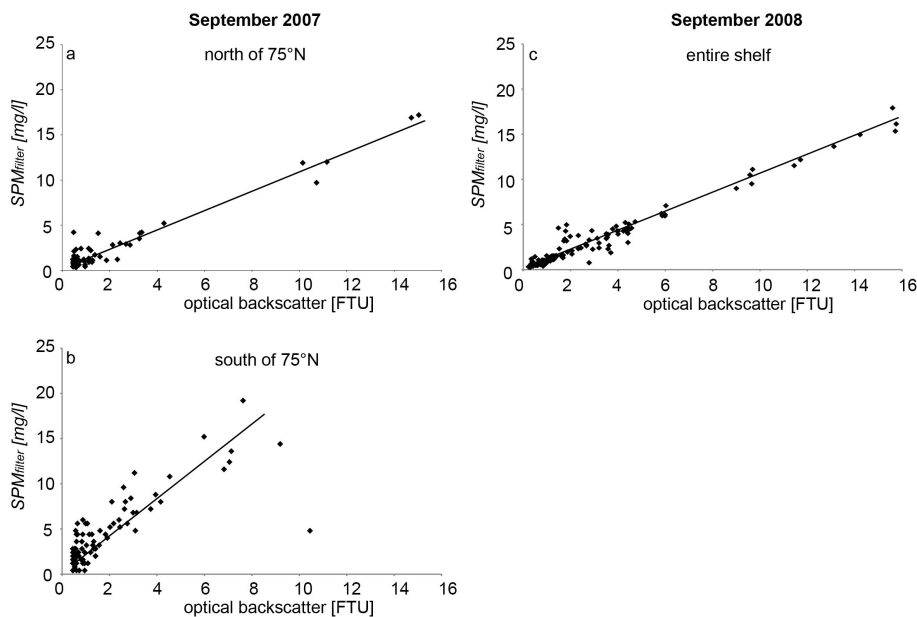 September 2007
a
north of 75°N
25
20
15
10
5
0
SPMfilter [mg/l]
0 2 4 6 8 10 12 14 16
optical backscatter [FTU]
September 2008
c
entire shelf
25
20
15
10
5
0
SPMfilter [mg/l]
0 2 4 6 8 10 12 14 16
optical backscatter [FTU]
b
south of 75°N
25
20
15
10
5
0
SPMfilter [mg/l]
0 2 4 6 8 10 12 14 16
optical backscatter [FTU]